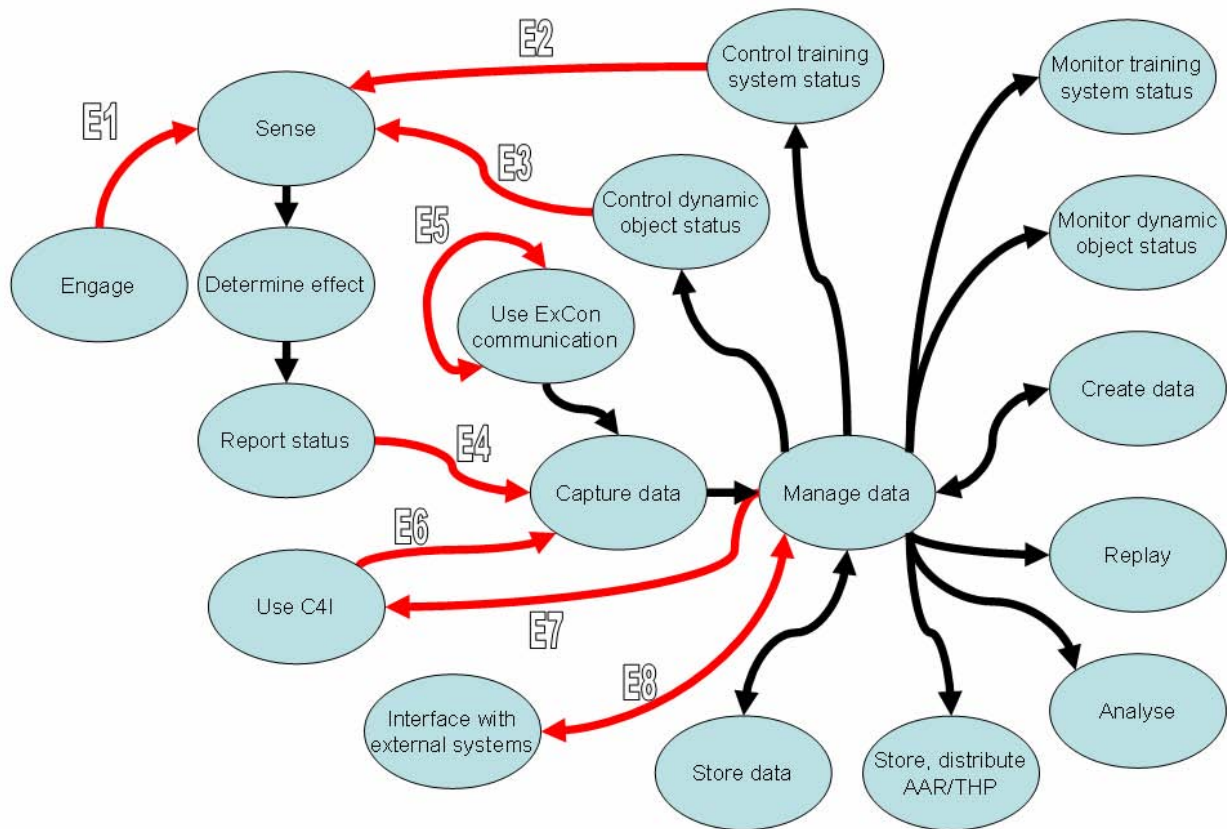 E2
Control training
system status
Monitor training
system status
E1
Sense
E3
Control dynamic
object status
Monitor dynamic
object status
E5
Engage
Determine effect
Use ExCon
communication
Create data
Report status
E4
Capture data
Manage data
E6
Replay
Use C4I
E7
E8
Interface with
external systems
Analyse
Store data
Store, distribute
AAR/THP